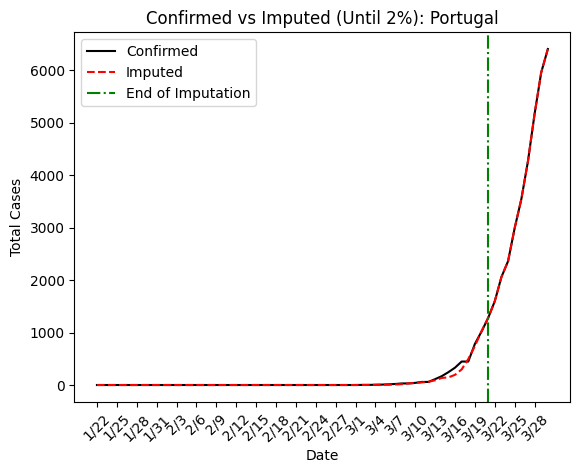 Confirmed vs Imputed (Until 2%): Portugal
Confirmed
Imputed
End of Imputation
Total Cases
6000
5000
4000
3000
2000
1000
0
1/22 1/25 1/28 1/31 2/3 2/6 2/9 2/12 2/15 2/18 2/21 2/24 2/27 3/1 3/4 3/7 3/10 3/13 3/16 3/19 3/22 3/25 3/28
Date